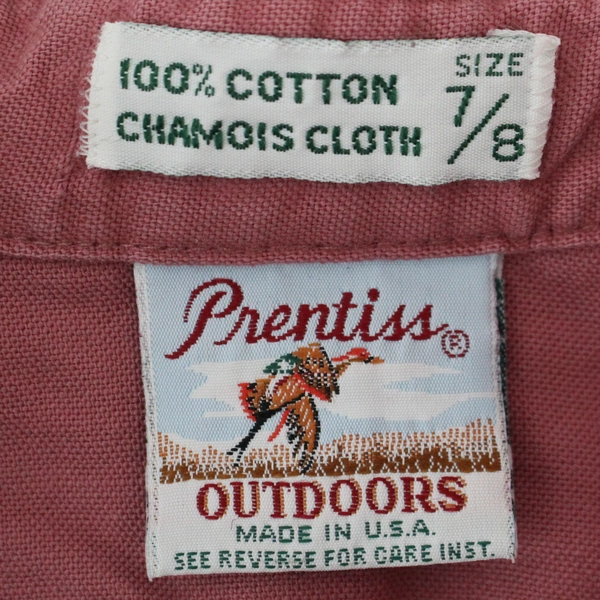 100% COTTON
CHAMOIS CLOTH
SIZE
7/8
Prentiss®
OUTDOORS
MADE IN U.S.A.
SEE REVERSE FOR CARE INST.